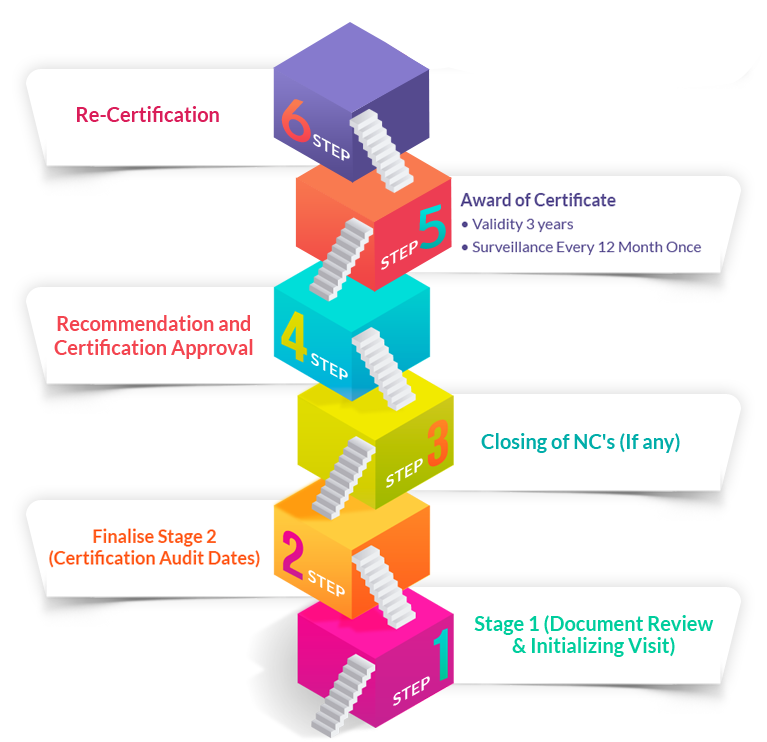 Re-Certification
6 STEP
Award of Certificate
• Validity 3 years
• Surveillance Every 12 Month Once
STEP 5
Recommendation and
Certification Approval
4 STEP
Closing of NC's (If any)
STEP 3
Finalise Stage 2
(Certification Audit Dates)
2 STEP
Stage 1 (Document Review
& Initializing Visit)
STEP 1